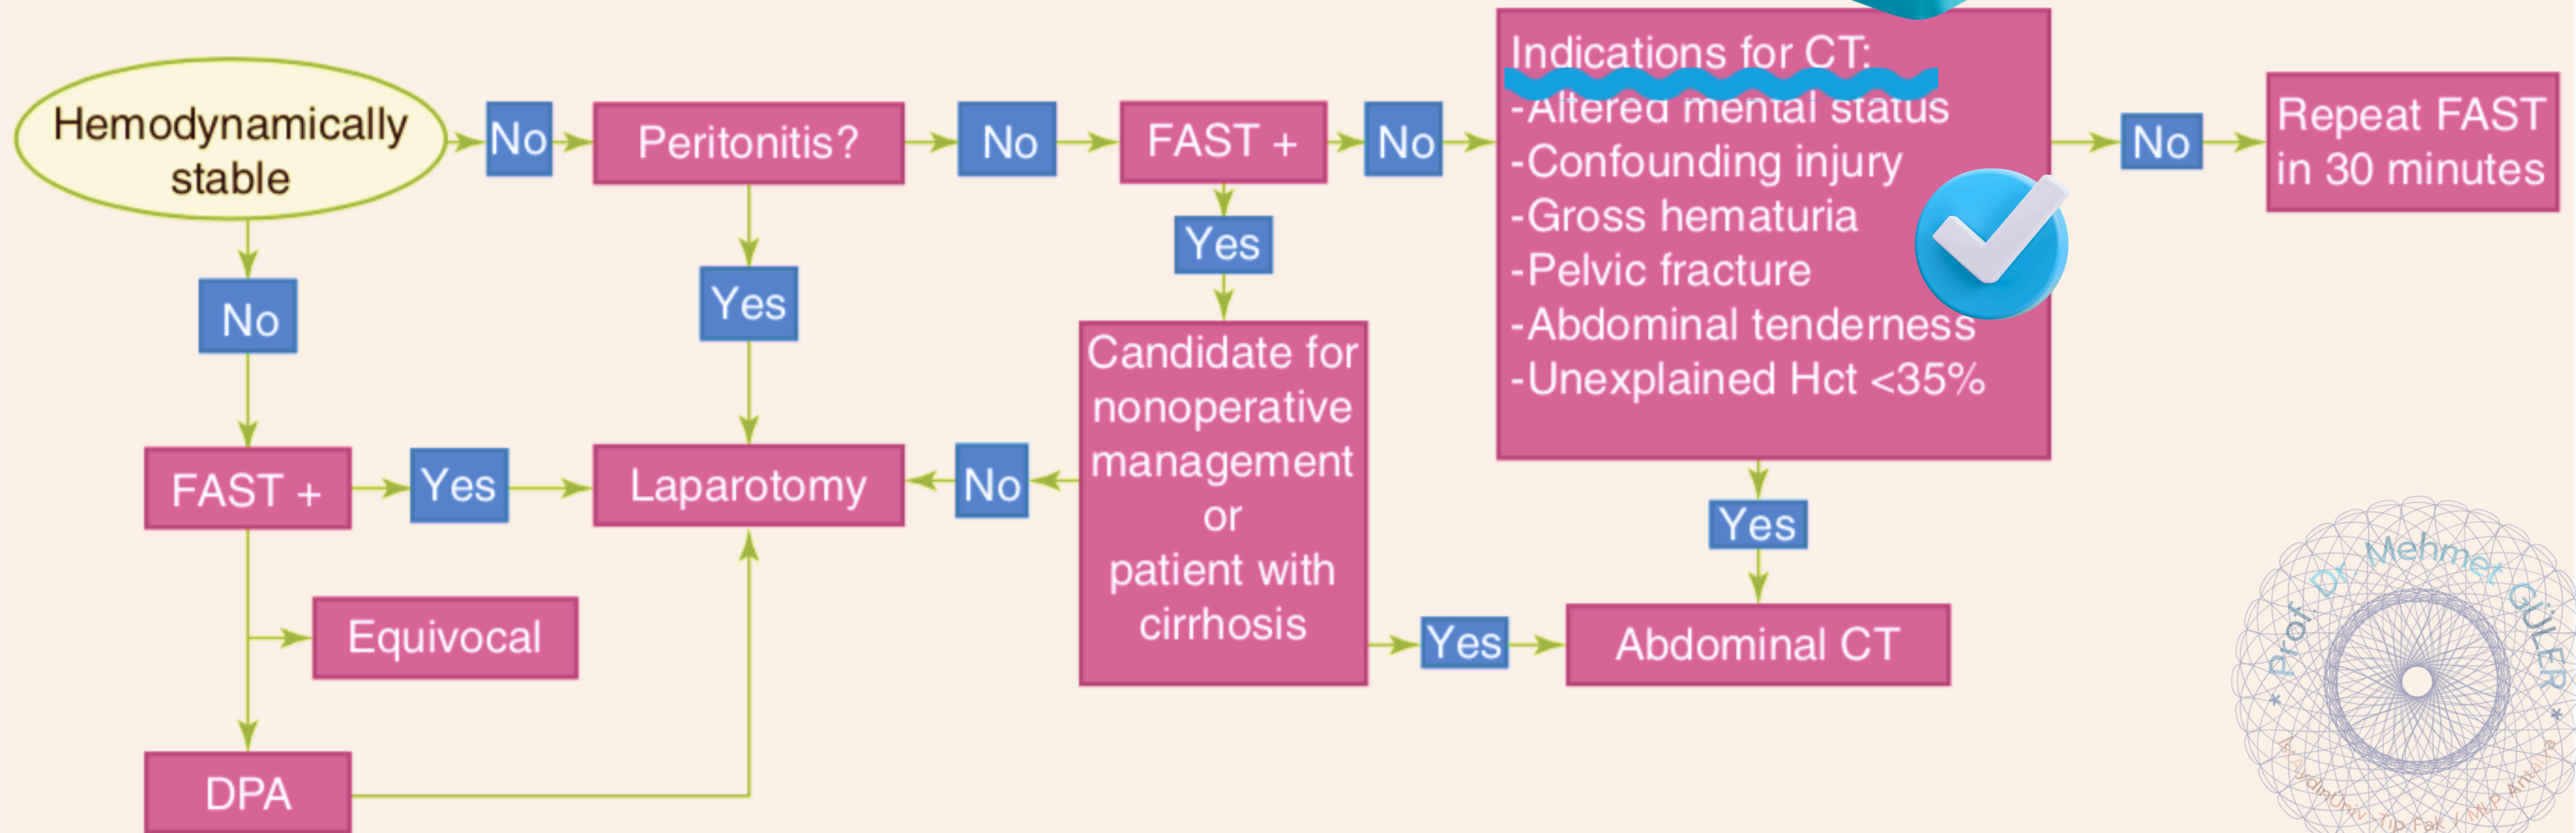 Hemodynamically
stable
No
Peritonitis?
No
FAST +
No
Indications for CT:
-Altered mental status
-Confounding injury
-Gross hematuria
-Pelvic fracture
-Abdominal tenderness
-Unexplained Hct <35%
No
Repeat FAST
in 30 minutes
No
Yes
Yes
Candidate for
nonoperative
management
or
patient with
cirrhosis
FAST +
Yes
Laparotomy
No
Yes
Equivocal
Yes
Abdominal CT
DPA
* Prof. Dr. Mehmet GÜLER *